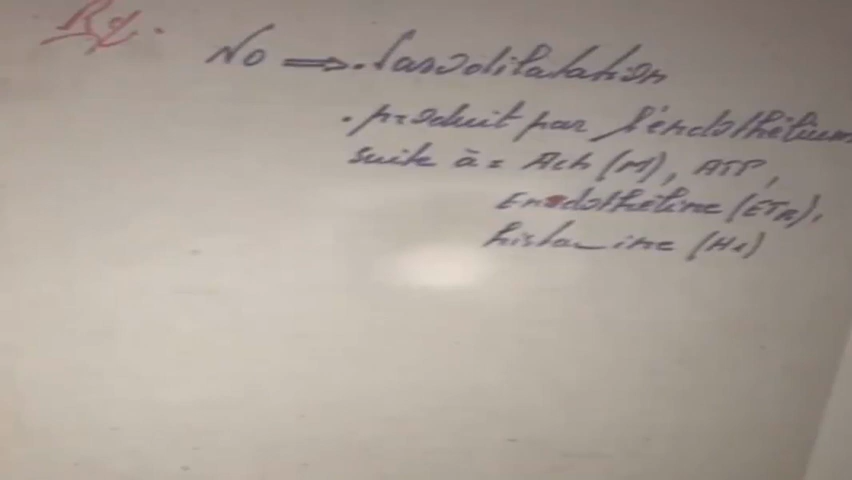 Rq.
No ⇒ . Vasodilatation
. produit par l'endothélium
suite à = Ach (M), ATP,
Endothéline (ETB),
histamine (H1)